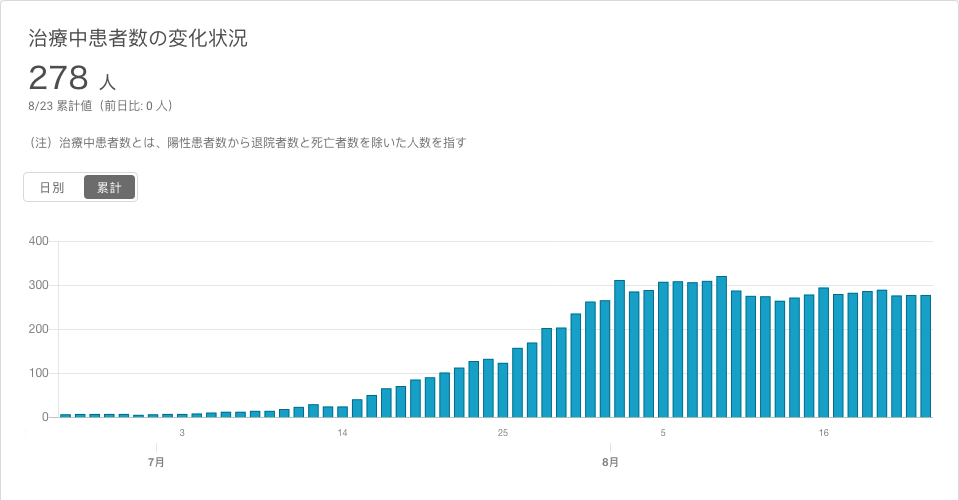 治療中患者数の変化状況
278 人
8/23 累計値（前日比: 0 人）
（注）治療中患者数とは、陽性患者数から退院者数と死亡者数を除いた人数を指す
日別 累計
400
300
200
100
0
3 14 25 5 16
7月 8月